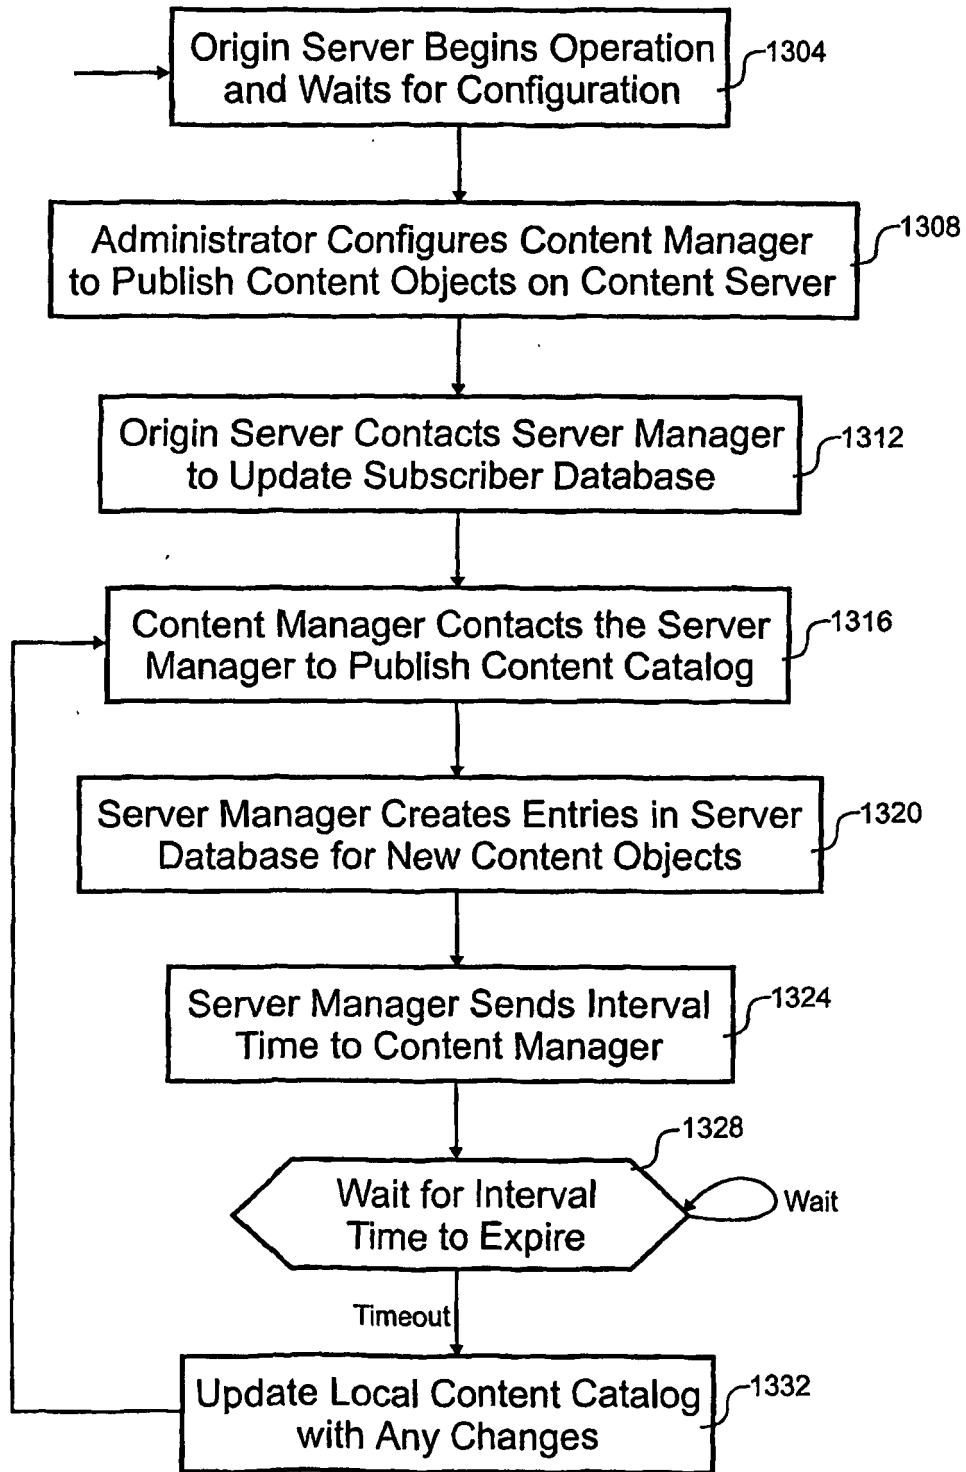 Origin Server Begins Operation
and Waits for Configuration
1304
Administrator Configures Content Manager
to Publish Content Objects on Content Server
1308
Origin Server Contacts Server Manager
to Update Subscriber Database
1312
Content Manager Contacts the Server
Manager to Publish Content Catalog
1316
Server Manager Creates Entries in Server
Database for New Content Objects
1320
Server Manager Sends Interval
Time to Content Manager
1324
1328
Wait for Interval
Time to Expire
Wait
Timeout
Update Local Content Catalog
with Any Changes
1332